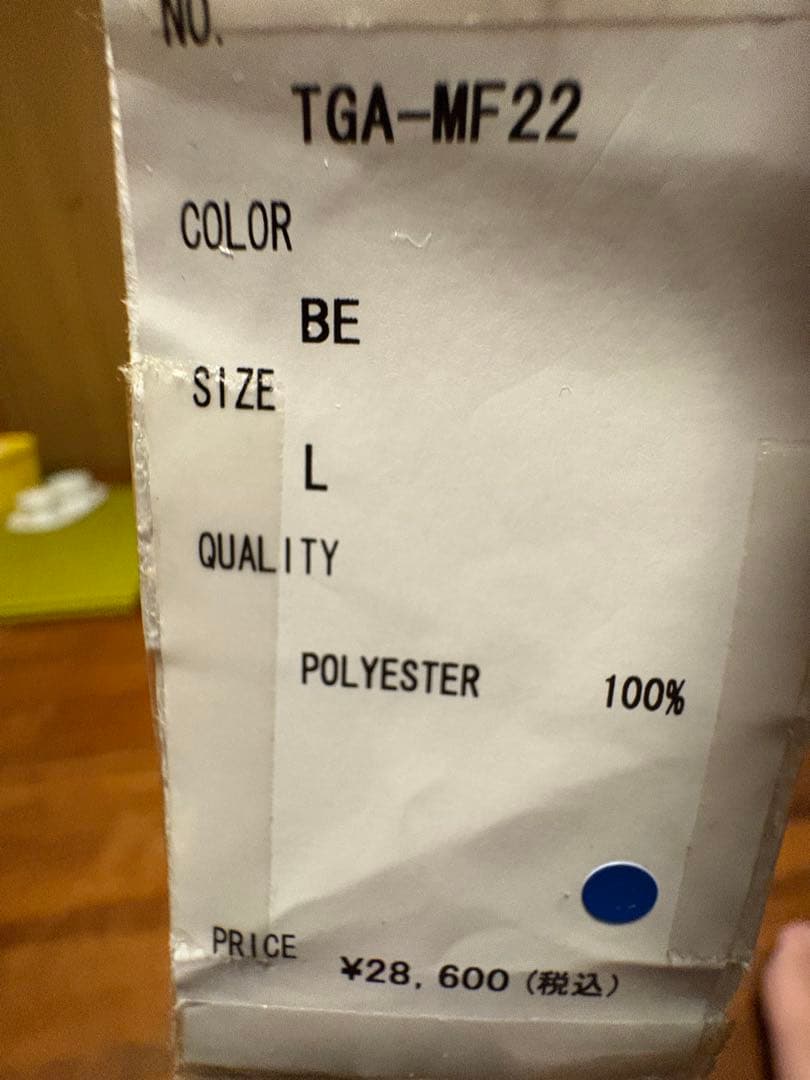 NO.
TGA-MF22
COLOR
BE
SIZE
L
QUALITY
POLYESTER 100%
PRICE ¥28,600 (税込)